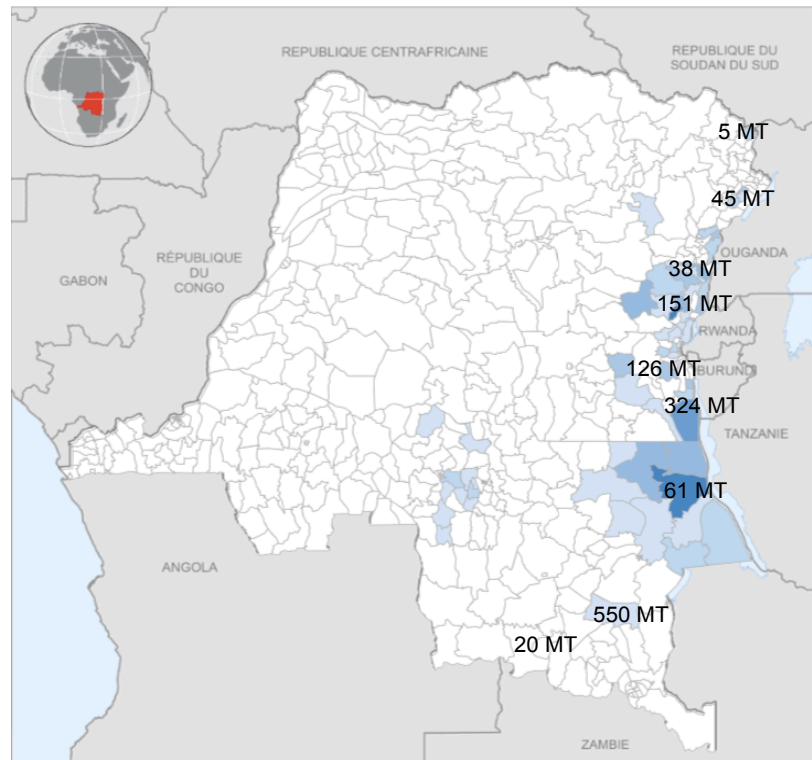 REPUBLIQUE CENTRAFRICAINE
REPUBLIQUE DU
SOUDAN DU SUD
5 MT
45 MT
OUGANDA
RÉPUBLIQUE
DU
CONGO
GABON
38 MT
151 MT
RWANDA
126 MT
BURUNDI
324 MT
TANZANIE
61 MT
ANGOLA
550 MT
20 MT
ZAMBIE